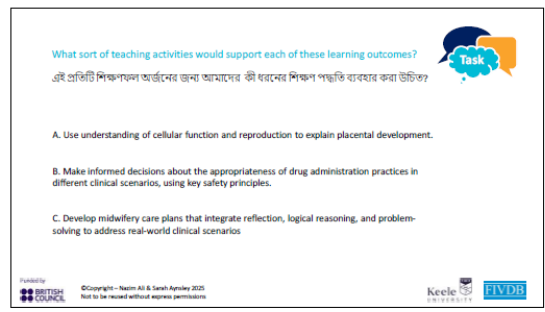 What sort of teaching activities would support each of these learning outcomes?
Task
এই প্রতিটি শিক্ষণফল অর্জনের জন্য আমাদের কী ধরনের শিক্ষণ পদ্ধতি ব্যবহার করা উচিত?
A. Use understanding of cellular function and reproduction to explain placental development.
B. Make informed decisions about the appropriateness of drug administration practices in
different clinical scenarios, using key safety principles.
C. Develop midwifery care plans that integrate reflection, logical reasoning, and problem-
solving to address real-world clinical scenarios
Funded by
BRITISH
COUNCIL
©Copyright – Nazim Ali & Sarah Aynsley 2025
Not to be reused without express permissions
Keele
UNIVERSITY
FIVDB